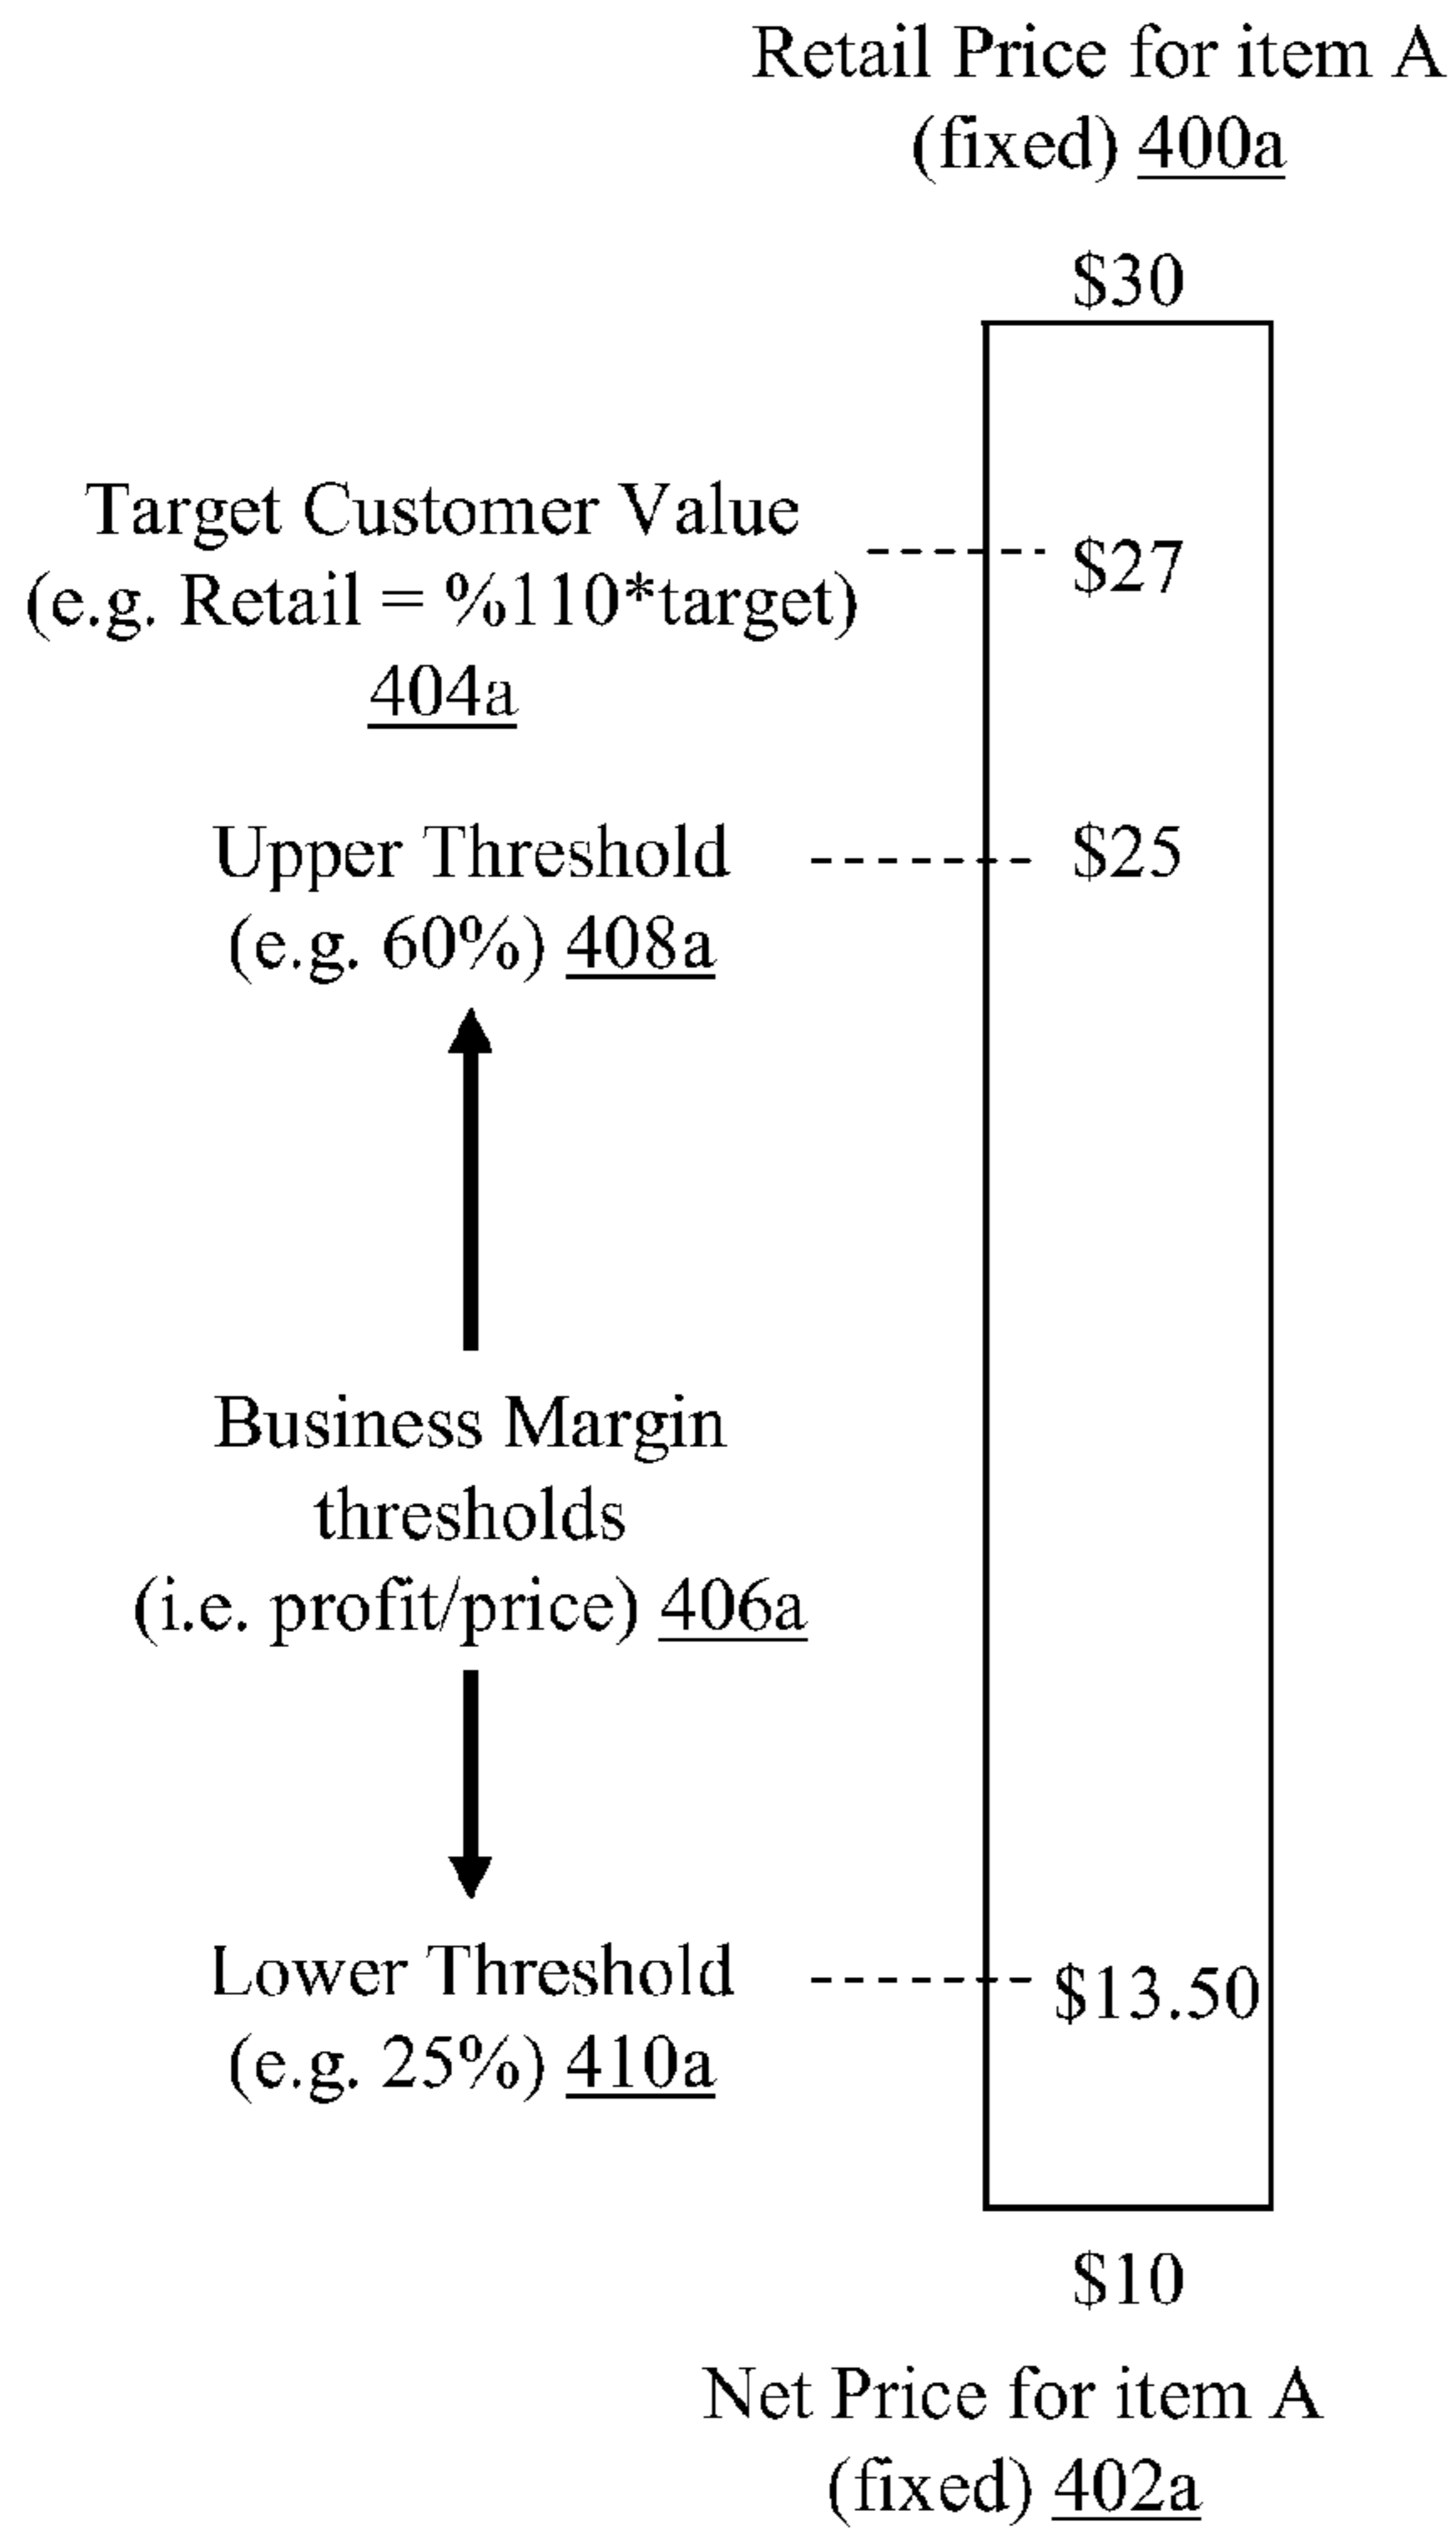 Retail Price for item A
(fixed) 400a
$30
Target Customer Value
(e.g. Retail = %110*target)
404a
$27
Upper Threshold
(e.g. 60%) 408a
$25
Business Margin
thresholds
(i.e. profit/price) 406a
Lower Threshold
(e.g. 25%) 410a
$13.50
$10
Net Price for item A
(fixed) 402a